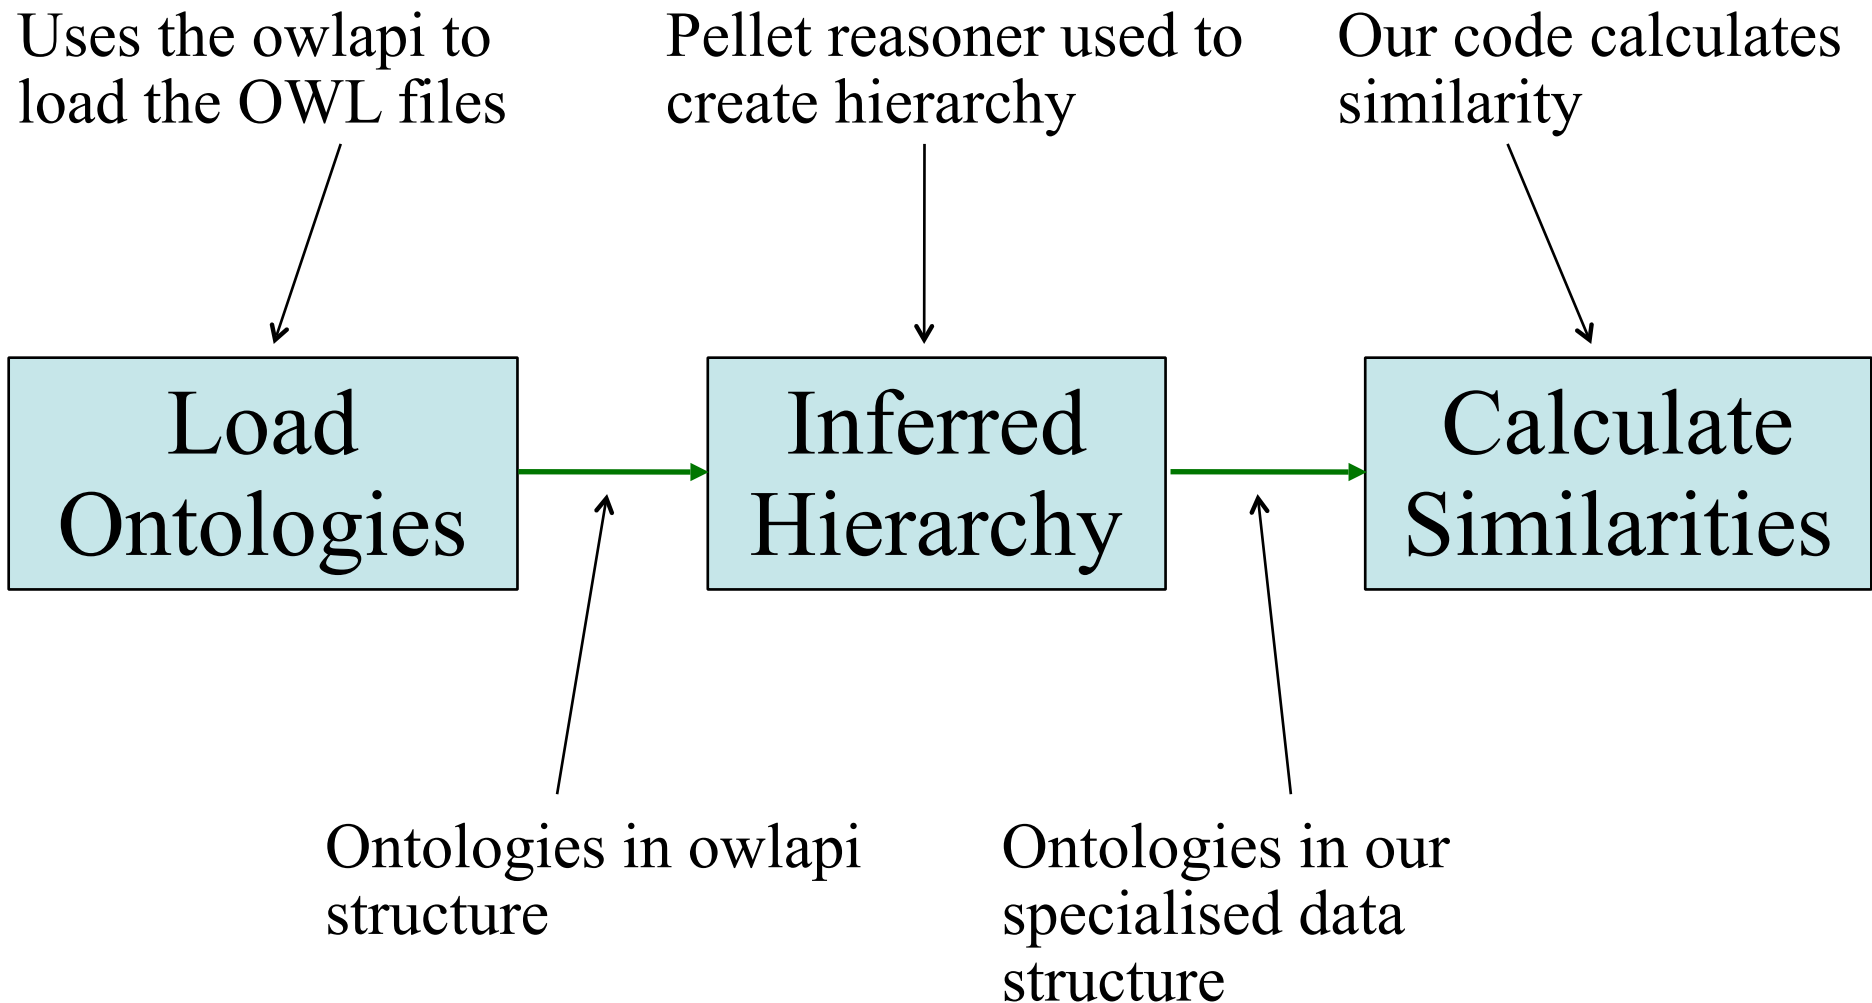 Uses the owlapi to
load the OWL files
Pellet reasoner used to
create hierarchy
Our code calculates
similarity
Load
Ontologies
Inferred
Hierarchy
Calculate
Similarities
Ontologies in owlapi
structure
Ontologies in our
specialised data
structure